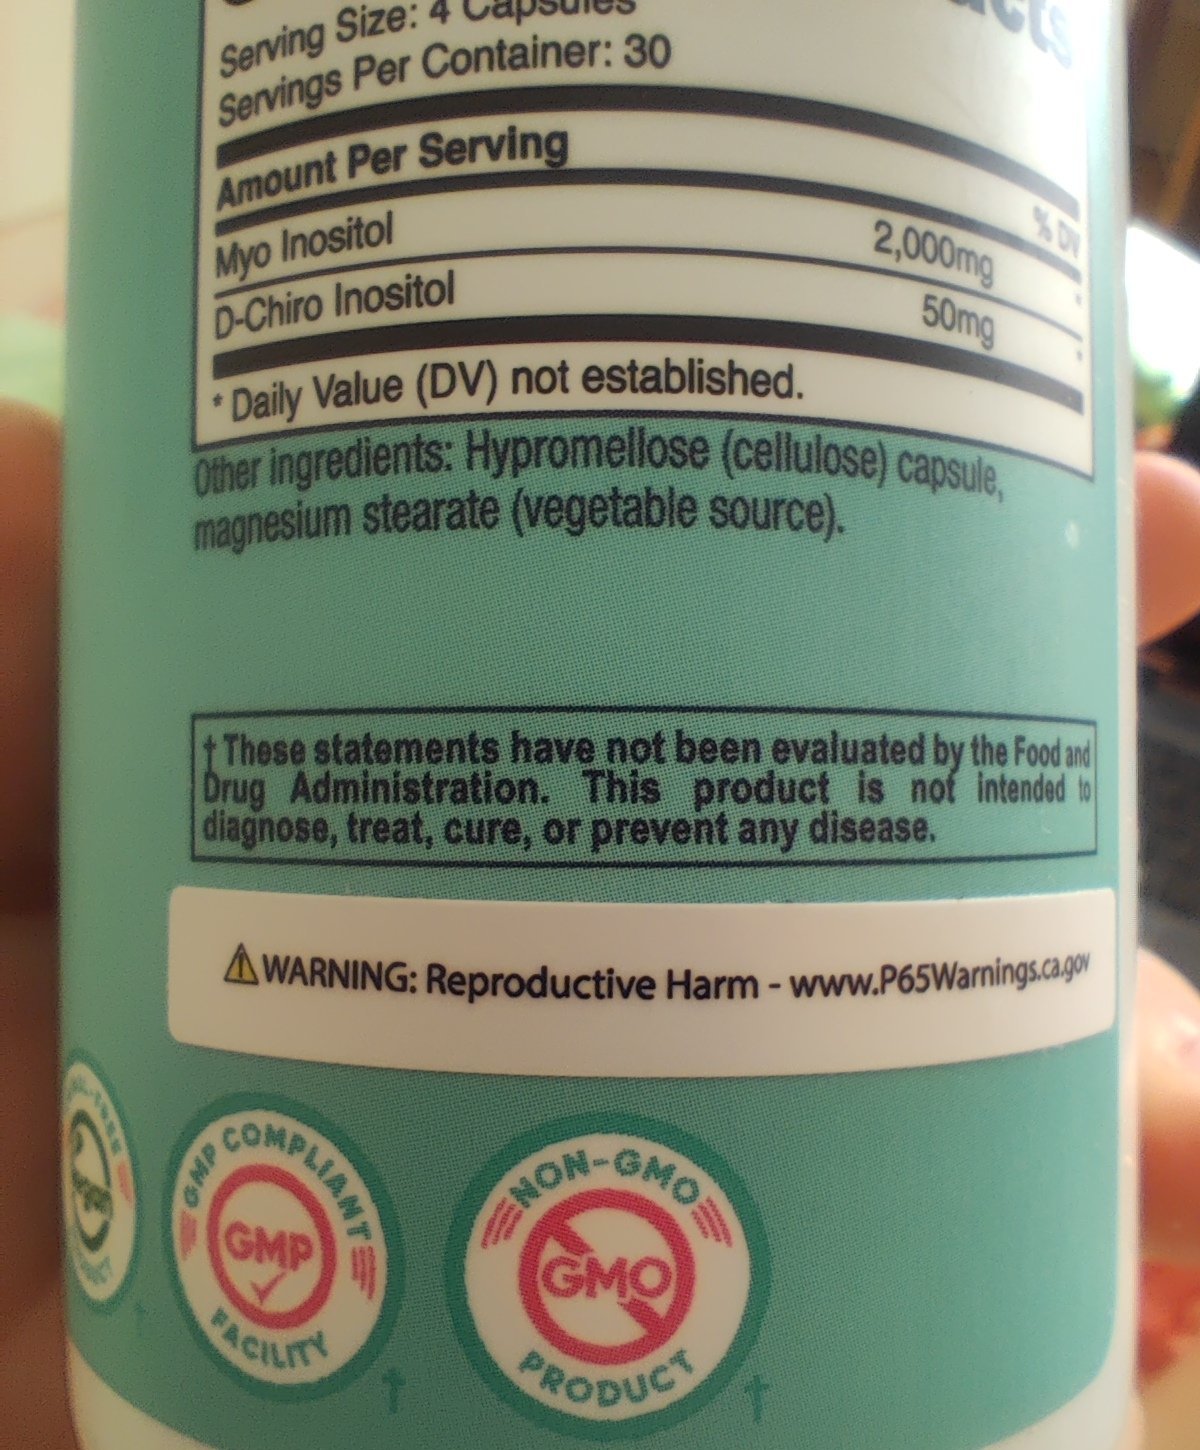 acts
Serving Size: 4 Capsules
Servings Per Container: 30
Amount Per Serving
% DV
Myo Inositol 2,000mg *
D-Chiro Inositol 50mg *
* Daily Value (DV) not established.
Other ingredients: Hypromellose (cellulose) capsule,
magnesium stearate (vegetable source).
† These statements have not been evaluated by the Food and
Drug Administration. This product is not intended to
diagnose, treat, cure, or prevent any disease.
WARNING: Reproductive Harm - www.P65Warnings.ca.gov
GMP COMPLIANT
GMP
FACILITY
†
NON-GMO
GMO
PRODUCT
†